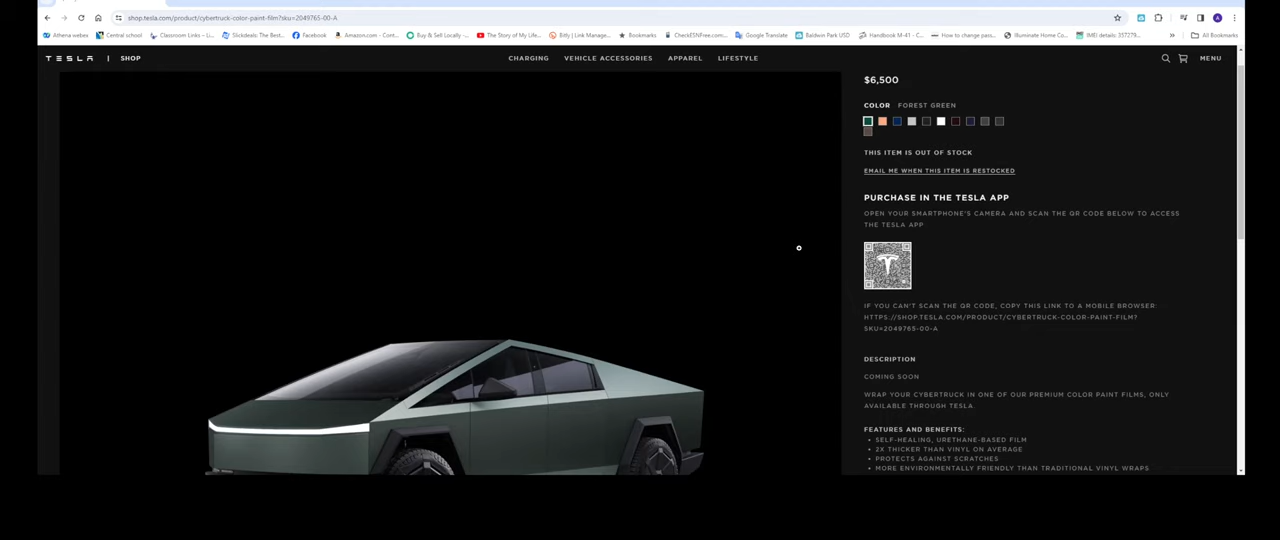 shop.tesla.com/product/cybertruck-color-paint-film?sku=2049765-00-A
Athena webex
Central school
Classroom Links – Li...
Slickdeals: The Best...
Facebook
Amazon.com - Cont...
Buy & Sell Locally -...
The Story of My Life...
Bitly | Link Manage...
Bookmarks
CheckESNFree.com...
Google Translate
Baldwin Park USD
Handbook M-41 - C...
How to change pass...
Illuminate Home Co...
IMEI details: 357279...
All Bookmarks
TESLA | SHOP
CHARGING VEHICLE ACCESSORIES APPAREL LIFESTYLE
MENU
$6,500
COLOR FOREST GREEN
THIS ITEM IS OUT OF STOCK
EMAIL ME WHEN THIS ITEM IS RESTOCKED
PURCHASE IN THE TESLA APP
OPEN YOUR SMARTPHONE'S CAMERA AND SCAN THE QR CODE BELOW TO ACCESS
THE TESLA APP
IF YOU CAN'T SCAN THE QR CODE, COPY THIS LINK TO A MOBILE BROWSER:
HTTPS://SHOP.TESLA.COM/PRODUCT/CYBERTRUCK-COLOR-PAINT-FILM?
SKU=2049765-00-A
DESCRIPTION
COMING SOON
WRAP YOUR CYBERTRUCK IN ONE OF OUR PREMIUM COLOR PAINT FILMS, ONLY
AVAILABLE THROUGH TESLA.
FEATURES AND BENEFITS:
• SELF-HEALING, URETHANE-BASED FILM
• 2X THICKER THAN VINYL ON AVERAGE
• PROTECTS AGAINST SCRATCHES
• MORE ENVIRONMENTALLY FRIENDLY THAN TRADITIONAL VINYL WRAPS